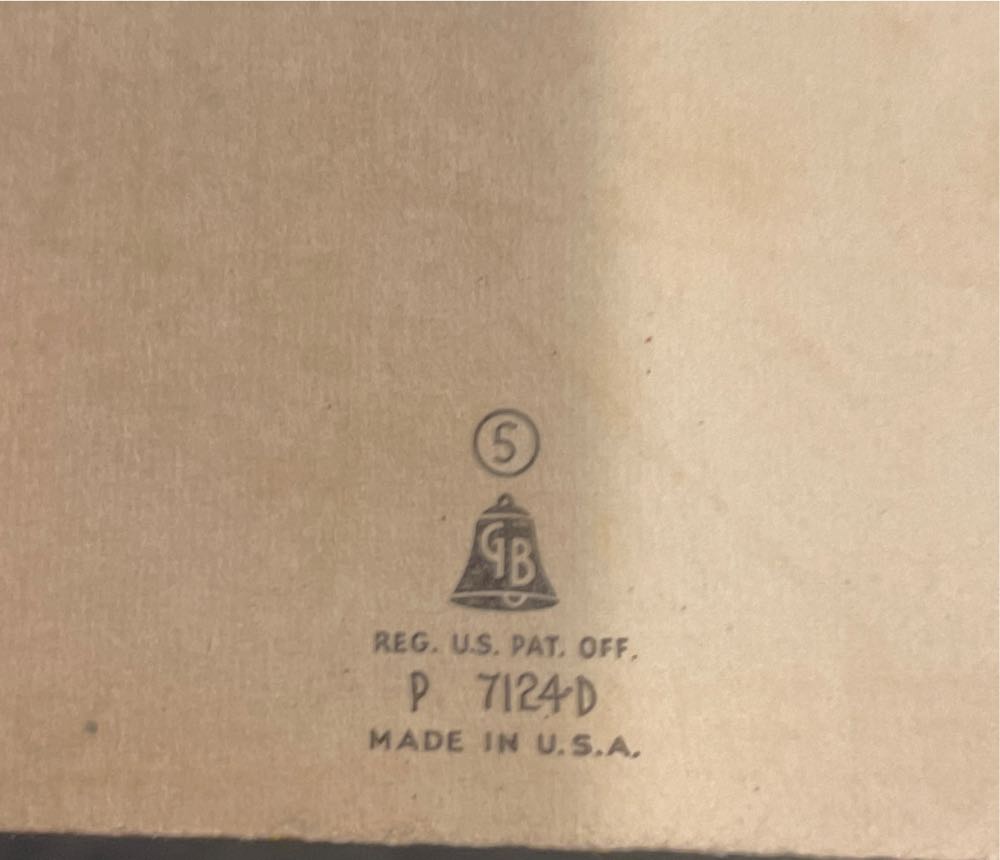 5
GB
REG. U.S. PAT. OFF.
P 7124D
MADE IN U.S.A.